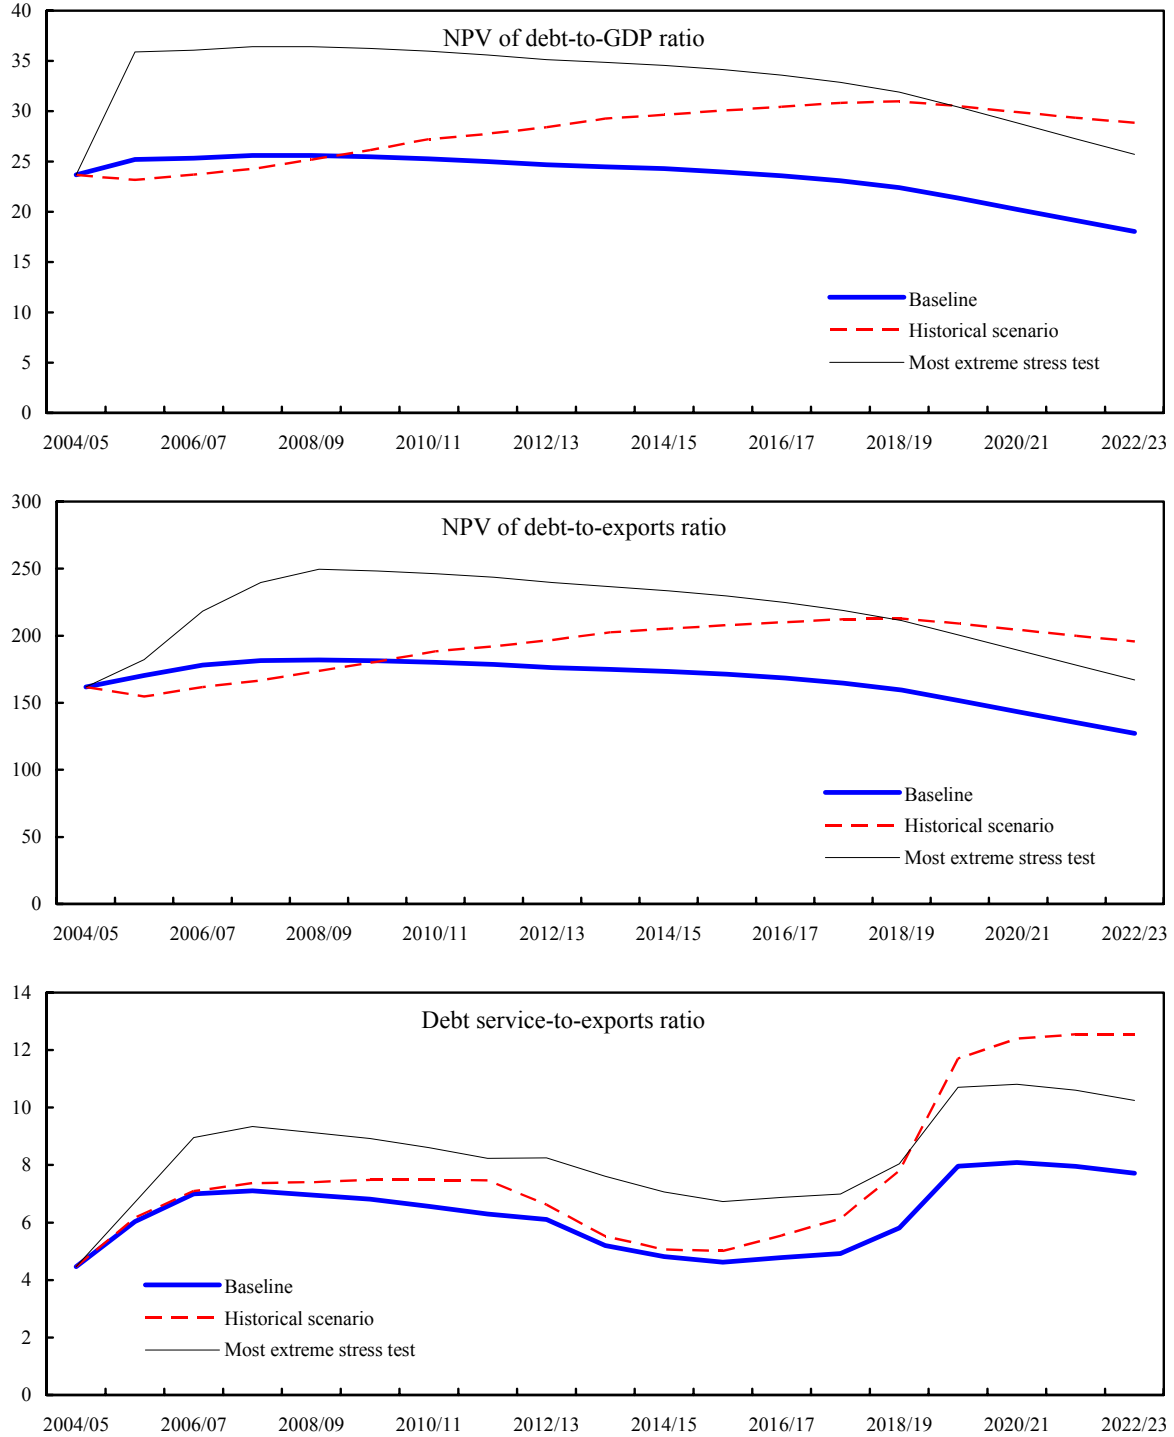 NPV of debt-to-GDP ratio
40
35
30
25
20
15
10
5
0
Baseline
Historical scenario
Most extreme stress test
2004/05 2006/07 2008/09 2010/11 2012/13 2014/15 2016/17 2018/19 2020/21 2022/23
NPV of debt-to-exports ratio
300
250
200
150
100
50
0
Baseline
Historical scenario
Most extreme stress test
2004/05 2006/07 2008/09 2010/11 2012/13 2014/15 2016/17 2018/19 2020/21 2022/23
Debt service-to-exports ratio
14
12
10
8
6
4
2
0
Baseline
Historical scenario
Most extreme stress test
2004/05 2006/07 2008/09 2010/11 2012/13 2014/15 2016/17 2018/19 2020/21 2022/23